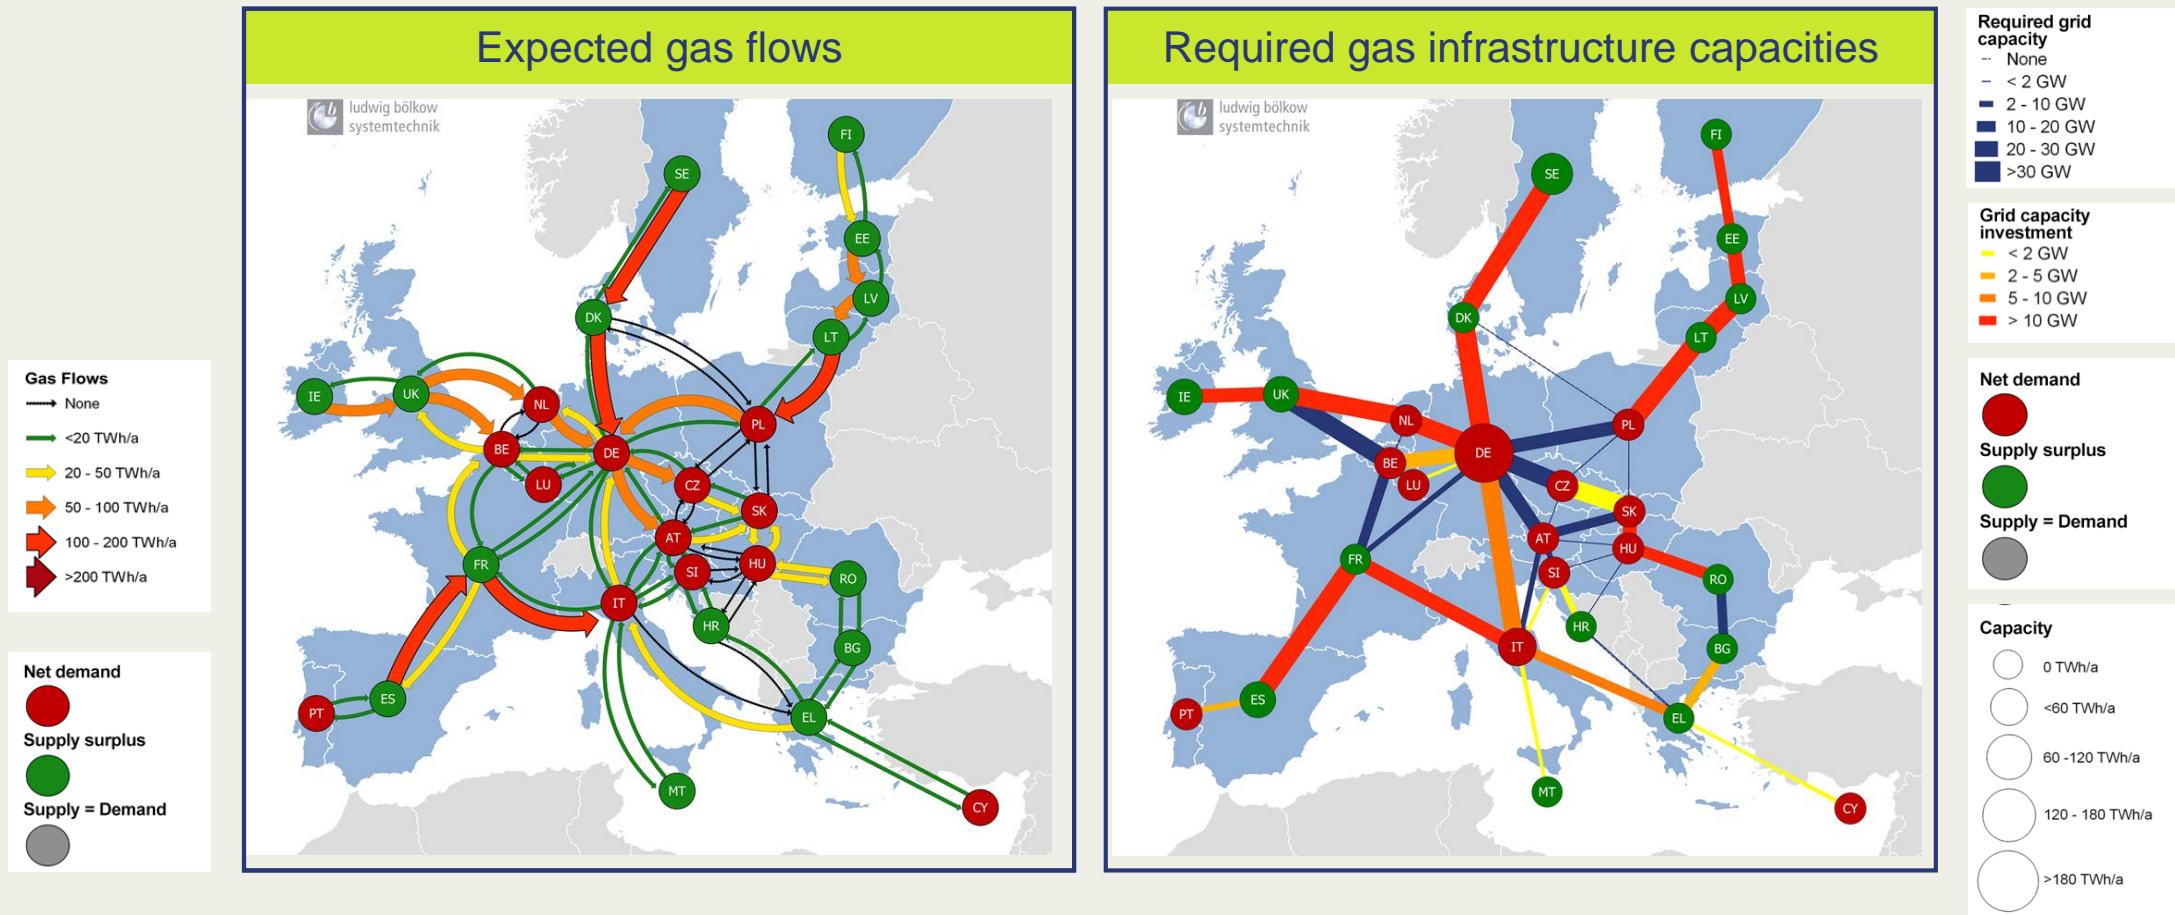 Expected gas flows
ludwig bölkow
systemtechnik
FI
SE
EE
LV
DK
LT
IE
UK
NL
PL
BE
DE
LU
CZ
SK
AT
HU
FR
SI
RO
IT
HR
BG
ES
PT
EL
MT
CY
Gas Flows
None
<20 TWh/a
20 - 50 TWh/a
50 - 100 TWh/a
100 - 200 TWh/a
>200 TWh/a
Net demand
Supply surplus
Supply = Demand
Required gas infrastructure capacities
ludwig bölkow
systemtechnik
FI
SE
EE
LV
DK
LT
IE
UK
NL
PL
BE
DE
LU
CZ
SK
AT
HU
FR
SI
RO
HR
IT
BG
ES
PT
EL
MT
CY
Required grid
capacity
None
< 2 GW
2 - 10 GW
10 - 20 GW
20 - 30 GW
>30 GW
Grid capacity
investment
< 2 GW
2 - 5 GW
5 - 10 GW
> 10 GW
Net demand
Supply surplus
Supply = Demand
Capacity
0 TWh/a
<60 TWh/a
60 -120 TWh/a
120 - 180 TWh/a
>180 TWh/a